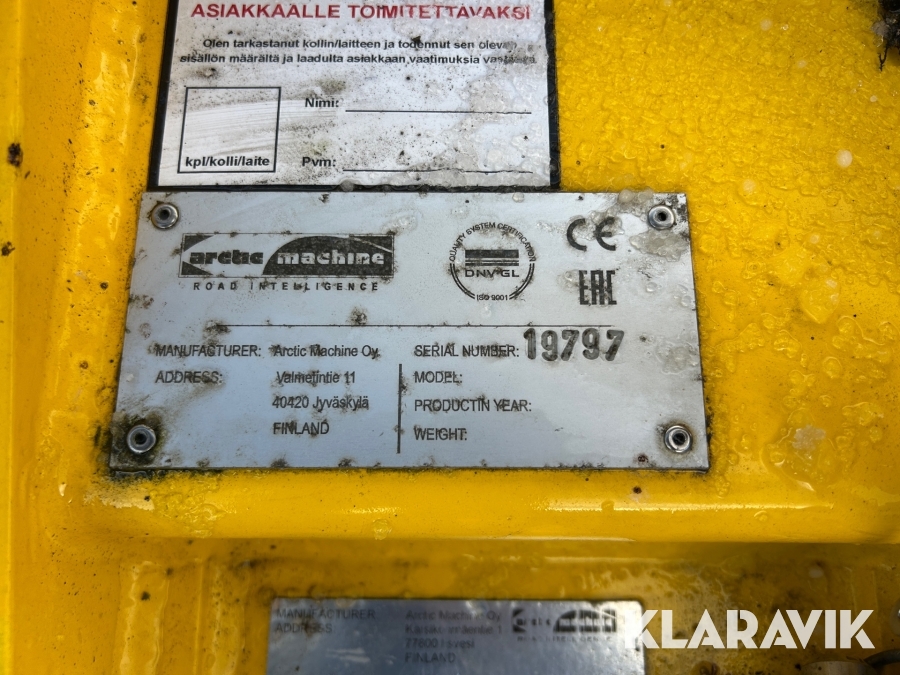 ASIAKKAALLE TOIMITETTAVAKSI
Olen tarkastanut kollin/laitteen ja todennut sen olevan
sisällön määrältä ja laadulta asiakkaan vaatimuksia vastaava
Nimi:
kpl/kolli/laite
Pvm:
arctic machine
ROAD INTELLIGENCE
QUALITY SYSTEM CERTIFICATION
DNV·GL
ISO 9001
CE
EAC
MANUFACTURER: Arctic Machine Oy
ADDRESS: Valmetintie 11
40420 Jyväskylä
FINLAND
SERIAL NUMBER: 19797
MODEL:
PRODUCTIN YEAR:
WEIGHT:
MANUFACTURER Arctic Machine Oy
ADDRESS
FINLAND
KLARAVIK